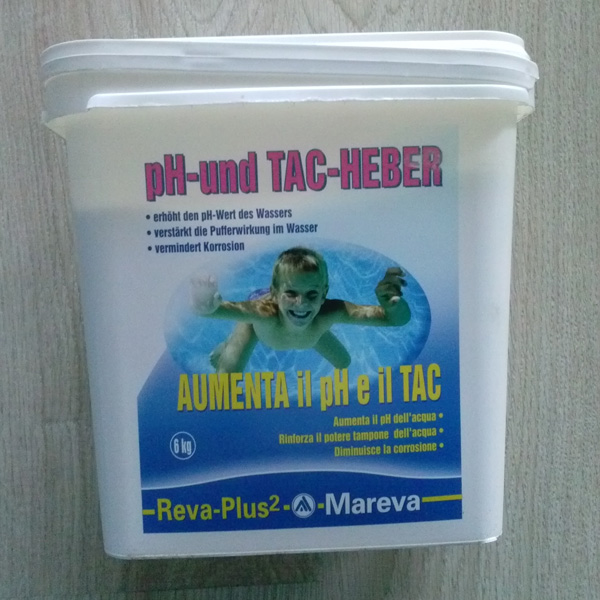 pH-und TAC-HEBER
• erhöht den pH-Wert des Wassers
• verstärkt die Pufferwirkung im Wasser
• vermindert Korrosion
AUMENTA il pH e il TAC
Aumenta il pH dell'acqua •
Rinforza il potere tampone dell'acqua •
Diminuisce la corrosione •
6 kg
Reva-Plus² - Mareva